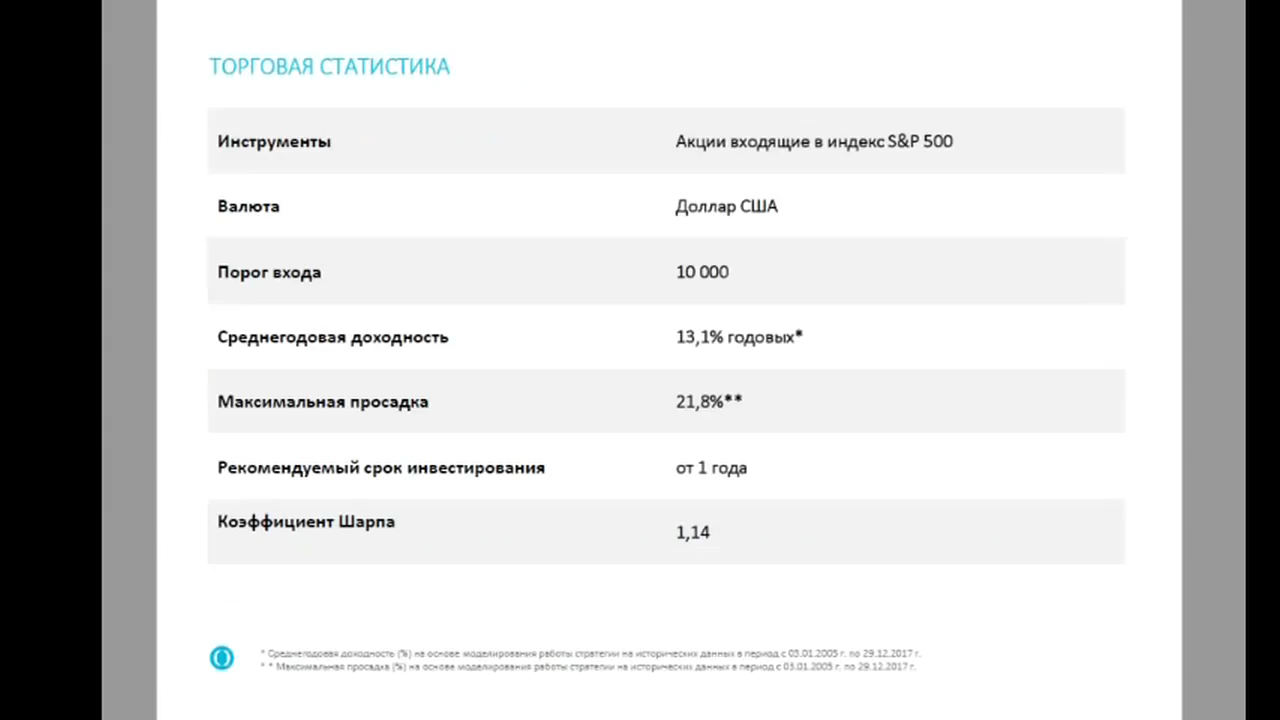 ТОРГОВАЯ СТАТИСТИКА
Инструменты Акции входящие в индекс S&P 500
Валюта Доллар США
Порог входа 10 000
Среднегодовая доходность 13,1% годовых*
Максимальная просадка 21,8%**
Рекомендуемый срок инвестирования от 1 года
Коэффициент Шарпа 1,14
* Среднегодовая доходность (%) на основе моделирования работы стратегии на исторических данных в период с 03.01.2005 г. по 29.12.2017 г.
* * Максимальная просадка (%) на основе моделирования работы стратегии на исторических данных в период с 03.01.2005 г. по 29.12.2017 г.